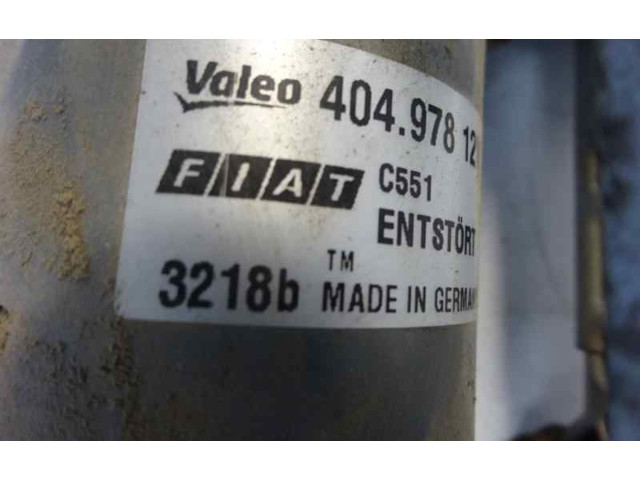 Valeo 404.978 12
FIAT C551
ENTSTÖRT
3218b TM MADE IN GERMAN